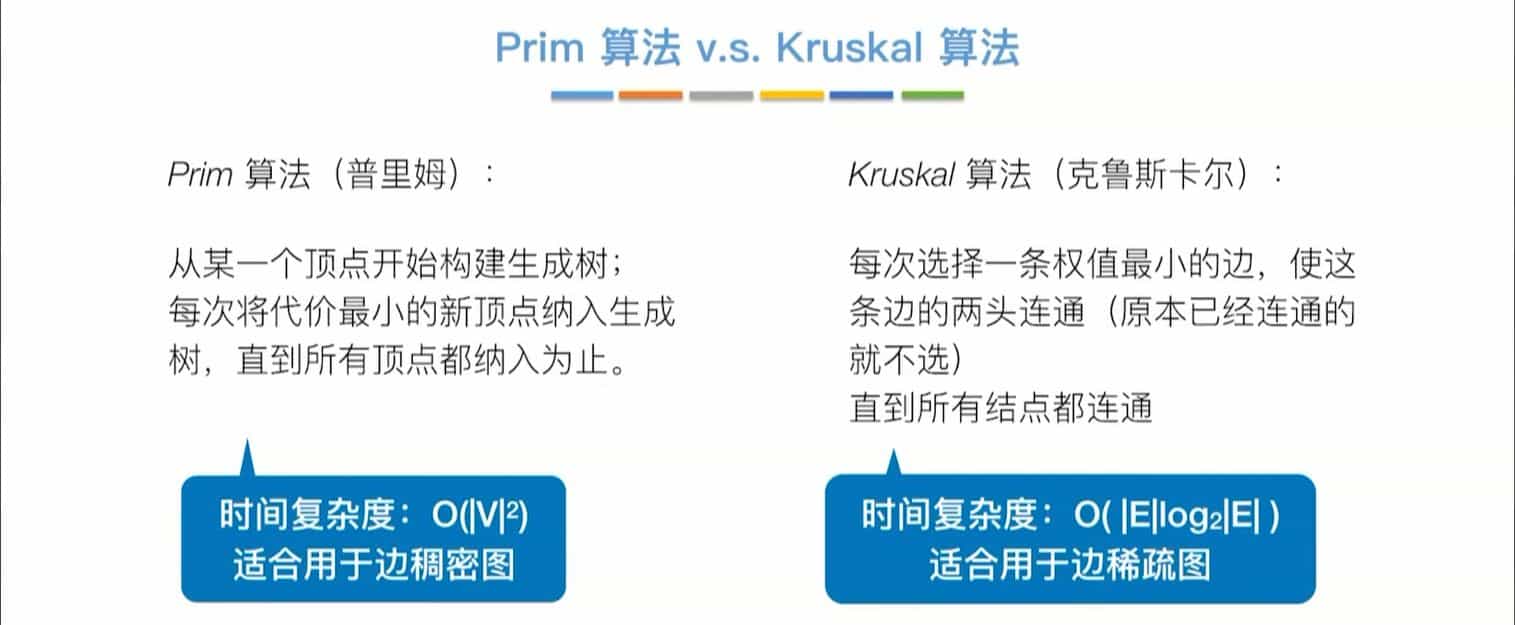 Prim 算法 v.s. Kruskal 算法
Prim 算法（普里姆）：
从某一个顶点开始构建生成树；
每次将代价最小的新顶点纳入生成
树，直到所有顶点都纳入为止。
时间复杂度：O(|V|²)
适合用于边稠密图
Kruskal 算法（克鲁斯卡尔）：
每次选择一条权值最小的边，使这
条边的两头连通（原本已经连通的
就不选）
直到所有结点都连通
时间复杂度：O( |E|log₂|E| )
适合用于边稀疏图